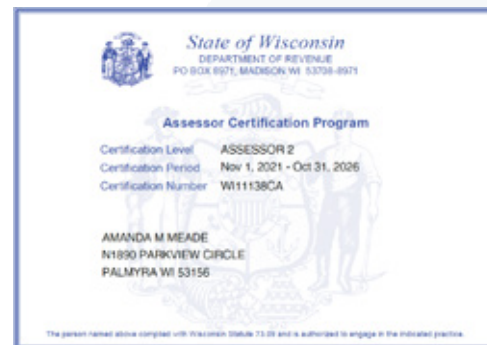 State of Wisconsin
DEPARTMENT OF REVENUE
PO BOX 8971, MADISON WI 53708-8971
Assessor Certification Program
Certification Level ASSESSOR 2
Certification Period Nov 1, 2021 - Oct 31, 2026
Certification Number WI11138CA
AMANDA M MEADE
N1890 PARKVIEW CIRCLE
PALMYRA WI 53156
The person named above complied with Wisconsin Statute 73.09 and is authorized to engage in the indicated practice.